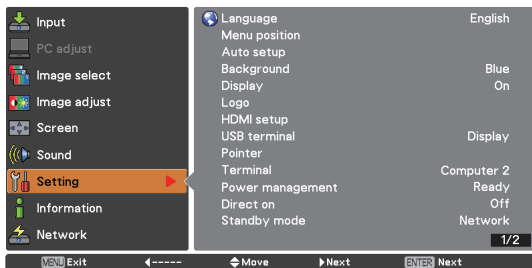 Input
PC adjust
Image select
Image adjust
Screen
Sound
Setting
Information
Network
Language English
Menu position
Auto setup
Background Blue
Display On
Logo
HDMI setup
USB terminal Display
Pointer
Terminal Computer 2
Power management Ready
Direct on Off
Standby mode Network
1/2
MENU Exit ◀----- Move ▶Next ENTER Next